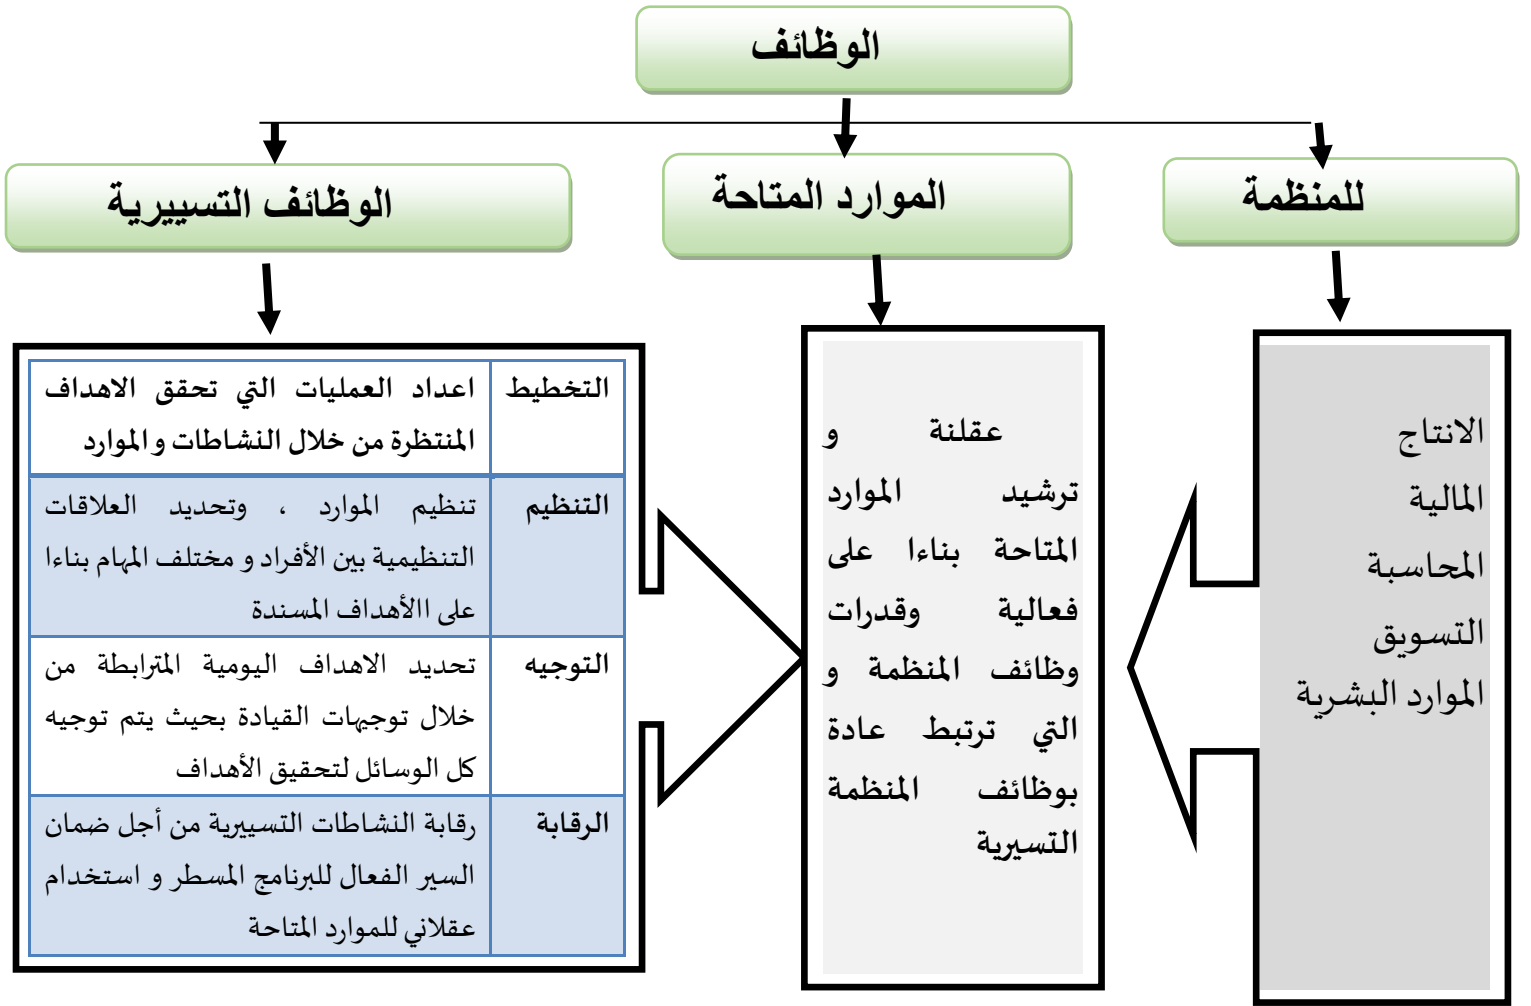 الوظائف
للمنظمة
الموارد المتاحة
الوظائف التسييرية
الانتاج
المالية
المحاسبة
التسويق
الموارد البشرية
عقلنة و
ترشيد الموارد
المتاحة بناءا على
فعالية وقدرات
وظائف المنظمة و
التي ترتبط عادة
بوظائف المنظمة
التسيرية
التخطيط
اعداد العمليات التي تحقق الاهداف
المنتظرة من خلال النشاطات و الموارد
التنظيم
تنظيم الموارد ، وتحديد العلاقات
التنظيمية بين الأفراد و مختلف المهام بناءا
على االأهداف المسندة
التوجيه
تحديد الاهداف اليومية المترابطة من
خلال توجيهات القيادة بحيث يتم توجيه
كل الوسائل لتحقيق الأهداف
الرقابة
رقابة النشاطات التسييرية من أجل ضمان
السير الفعال للبرنامج المسطر و استخدام
عقلاني للموارد المتاحة